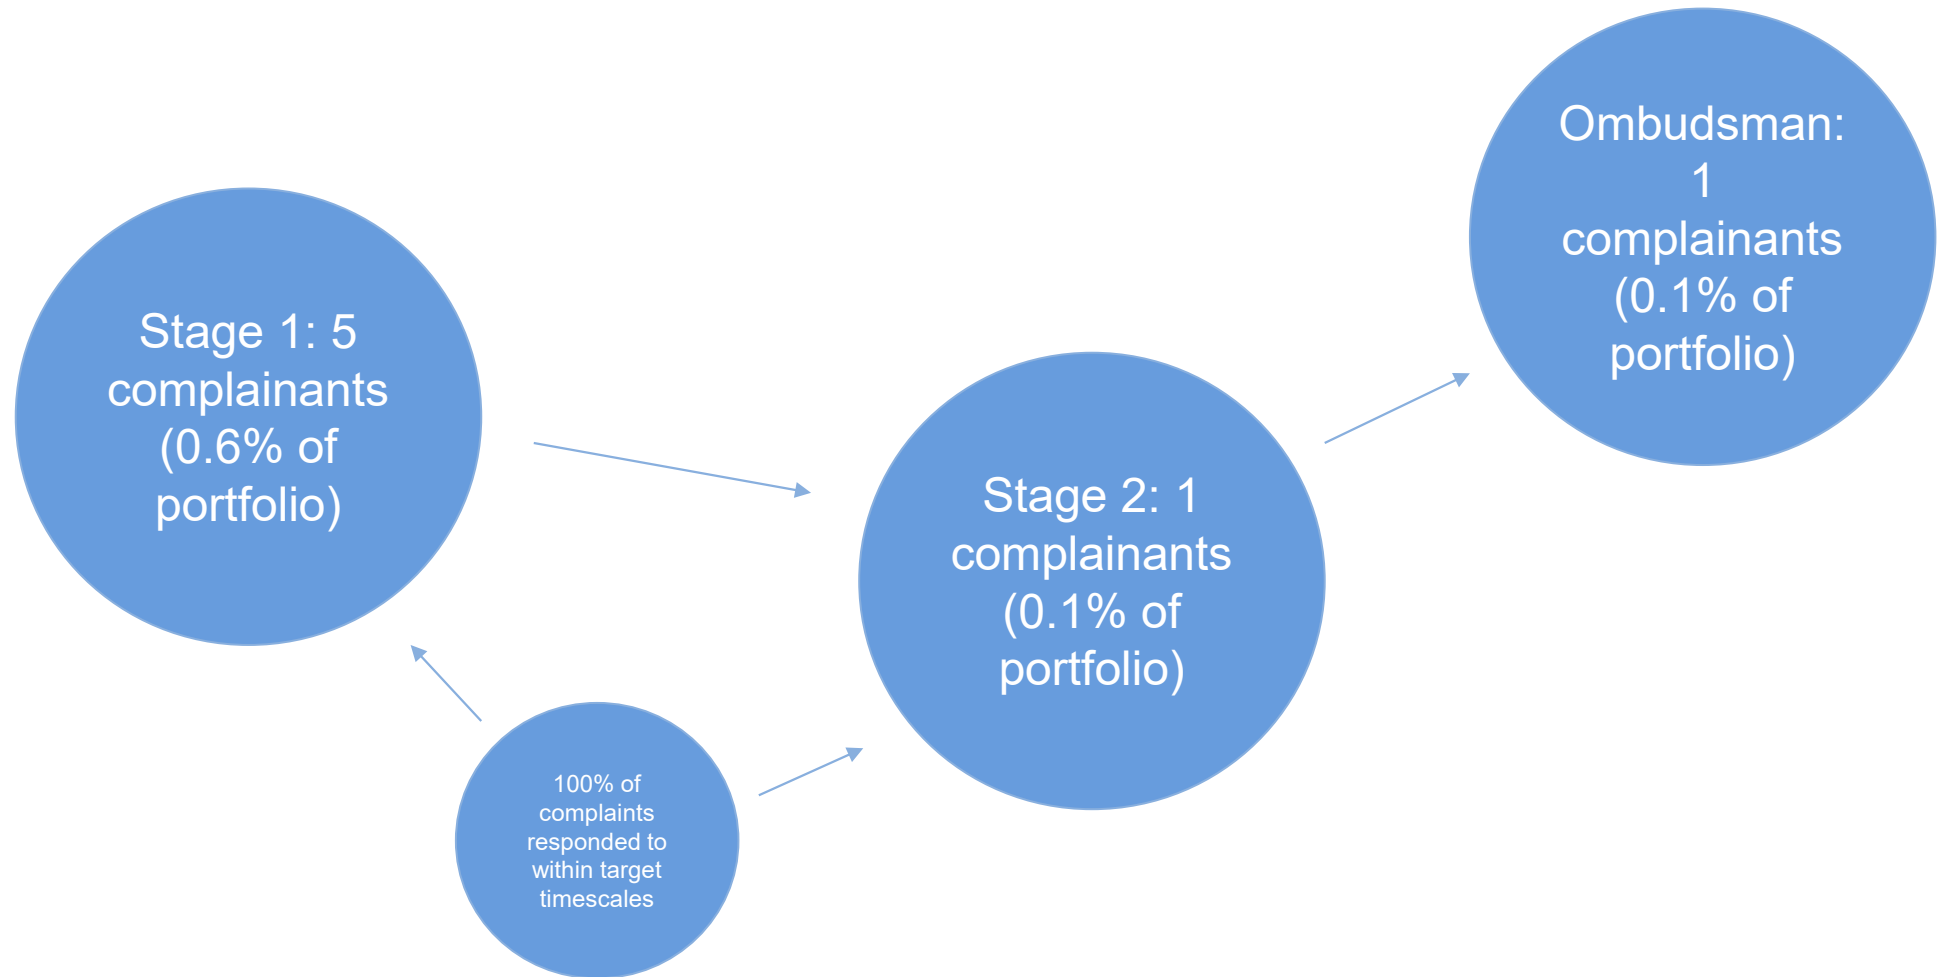 Stage 1: 5
complainants
(0.6% of
portfolio)
Stage 2: 1
complainants
(0.1% of
portfolio)
Ombudsman:
1
complainants
(0.1% of
portfolio)
100% of
complaints
responded to
within target
timescales